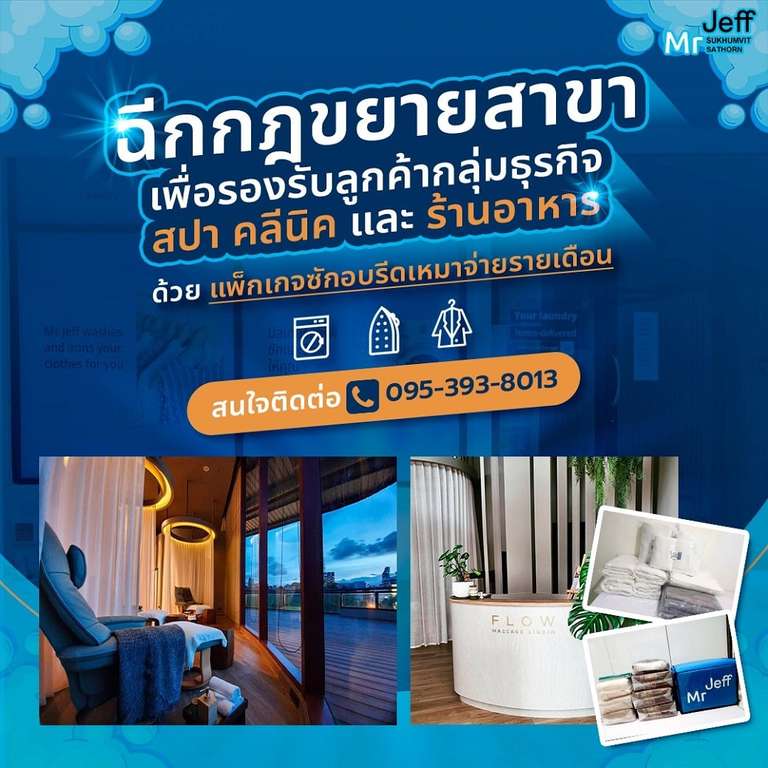 Mr Jeff
SUKHUMVIT
SATHORN
ฉีกกฎขยายสาขา
เพื่อรองรับลูกค้ากลุ่มธุรกิจ
สปา คลีนิค และ ร้านอาหาร
ด้วย แพ็กเกจซักอบรีดเหมาจ่ายรายเดือน
Mr Jeff washes
and irons your
clothes for you
Your laundry
items delivered
สนใจติดต่อ 095-393-8013
FLOW
MASSAGE STUDIO
Mr Jeff